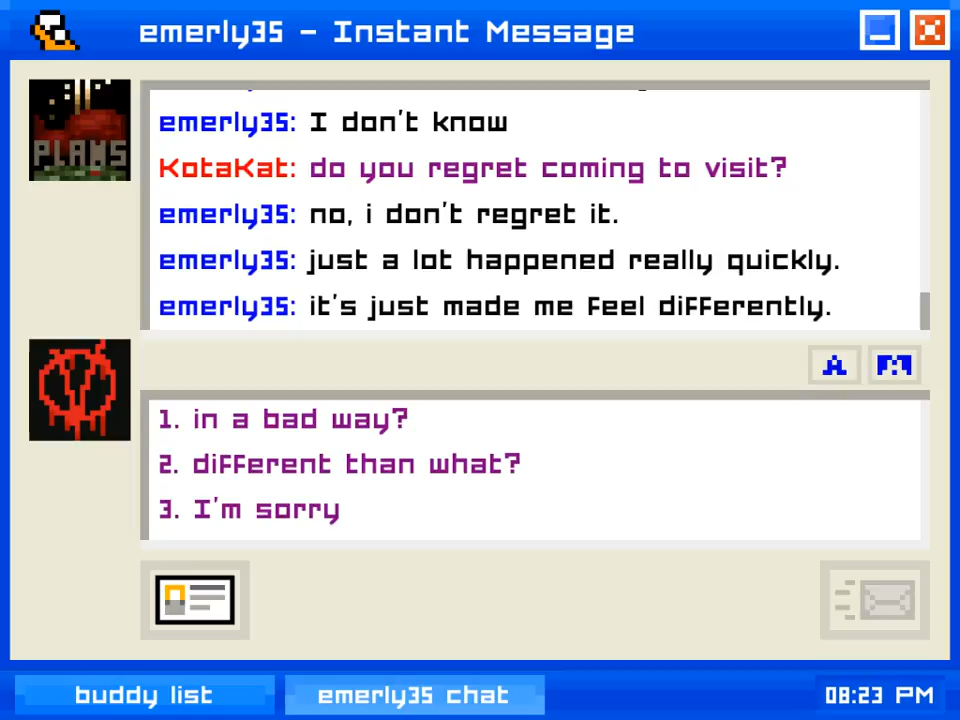 emerly35 – Instant Message
emerly35: I don't know
KotaKat: do you regret coming to visit?
emerly35: no, i don't regret it.
emerly35: just a lot happened really quickly.
emerly35: it's just made me feel differently.
PLANS
A
1. in a bad way?
2. different than what?
3. I'm sorry
buddy list
emerly35 chat
08:23 PM